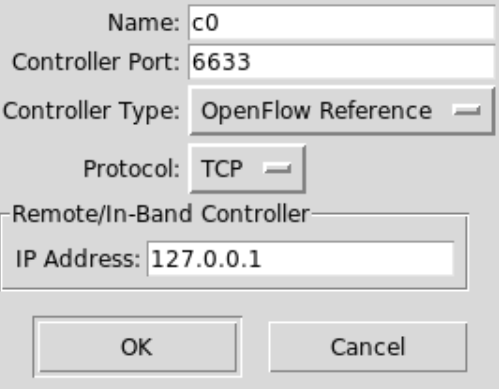 Name: c0
Controller Port: 6633
Controller Type: OpenFlow Reference
Protocol: TCP
Remote/In-Band Controller
IP Address: 127.0.0.1
OK Cancel